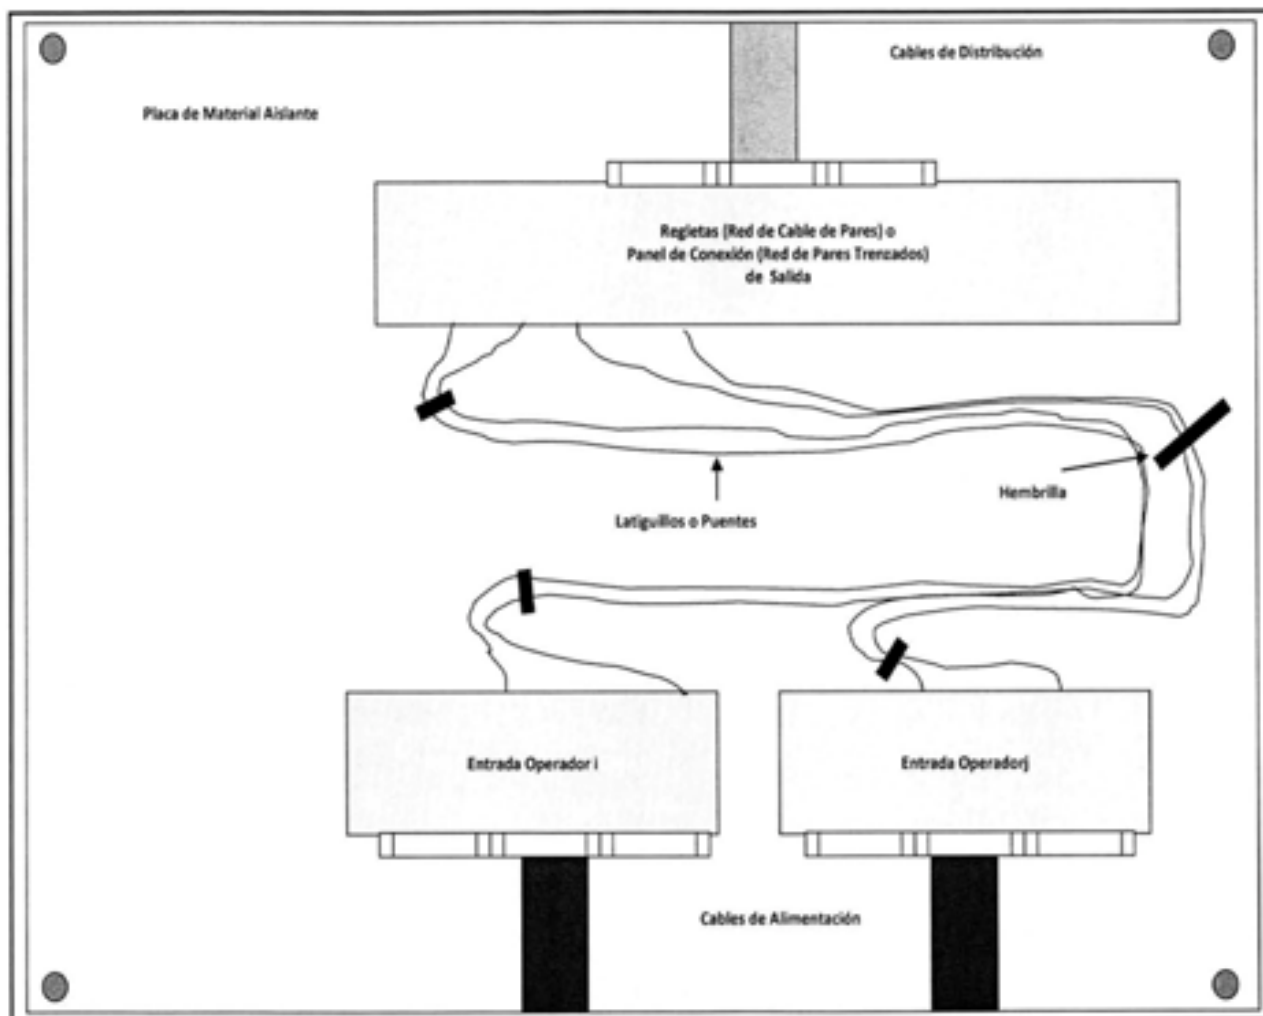 Cables de Distribución
Placa de Material Aislante
Regletas (Red de Cable de Pares) o
Panel de Conexión (Red de Pares Trenzados)
de Salida
Hembrilla
Latiguillos o Puentes
Entrada Operador i
Entrada Operadorj
Cables de Alimentación